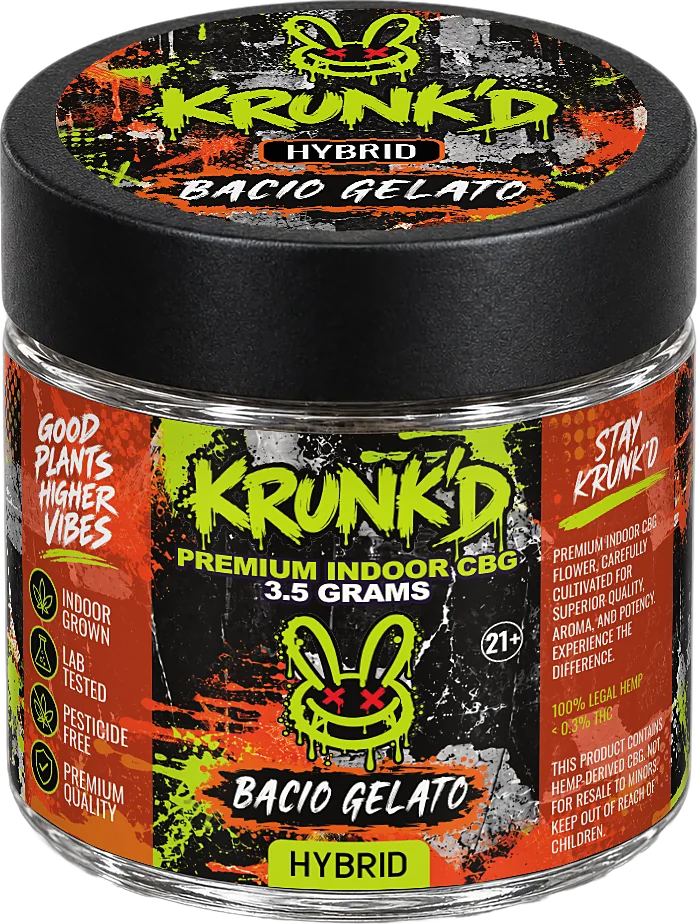 KRUNK'D
HYBRID
BACIO GELATO
GOOD
PLANTS
HIGHER
VIBES
INDOOR
GROWN
LAB
TESTED
PESTICIDE
FREE
PREMIUM
QUALITY
KRUNK'D
PREMIUM INDOOR CBG
3.5 GRAMS
21+
BACIO GELATO
HYBRID
STAY
KRUNK'D
PREMIUM INDOOR CBG
FLOWER, CAREFULLY
CULTIVATED FOR
SUPERIOR QUALITY,
AROMA, AND POTENCY.
EXPERIENCE THE
DIFFERENCE.
100% LEGAL HEMP
< 0.3% THC
THIS PRODUCT CONTAINS
HEMP-DERIVED CBG. NOT
FOR RESALE TO MINORS.
KEEP OUT OF REACH OF
CHILDREN.